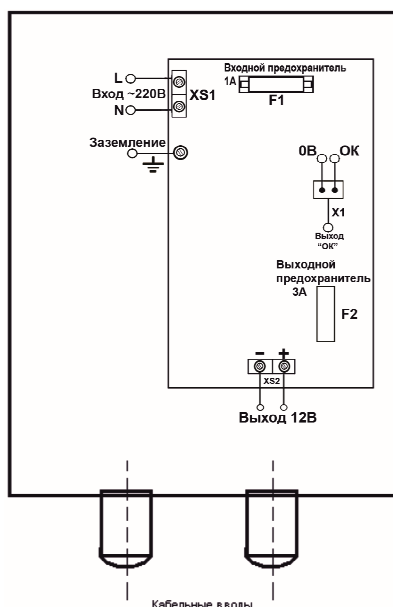 L
Вход ~220В
N
XS1
Входной предохранитель
1А
F1
Заземление
0В ОК
X1
Выход
“ОК”
Выходной
предохранитель
3А
F2
– +
XS2
Выход 12В
Кабельные вводы